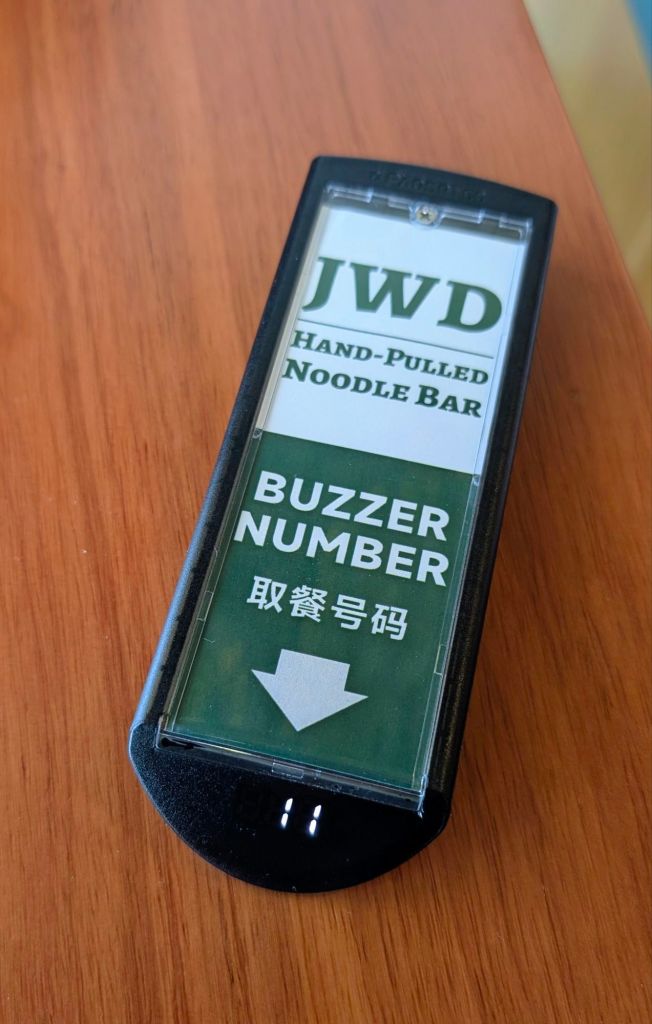 JWD
HAND-PULLED
NOODLE BAR
BUZZER
NUMBER
取餐号码
11